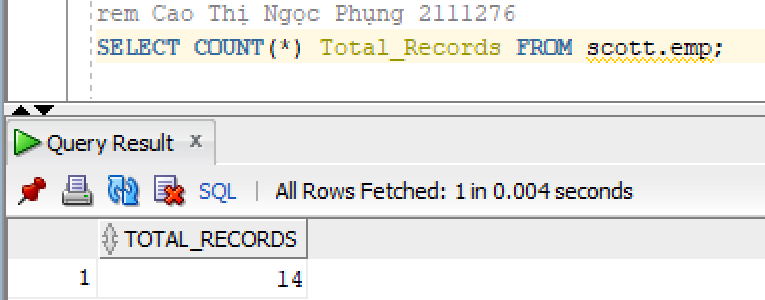 rem Cao Thị Ngọc Phụng 2111276
SELECT COUNT(*) Total_Records FROM scott.emp;
Query Result x
SQL | All Rows Fetched: 1 in 0.004 seconds
TOTAL_RECORDS
1 14